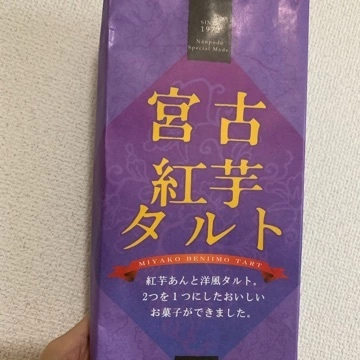 SINCE
1975
Nanpudo
Special Made
宮古
紅芋
タルト
MIYAKO BENIIMO TART
紅芋あんと洋風タルト。
2つを1つにしたおいしい
お菓子ができました。